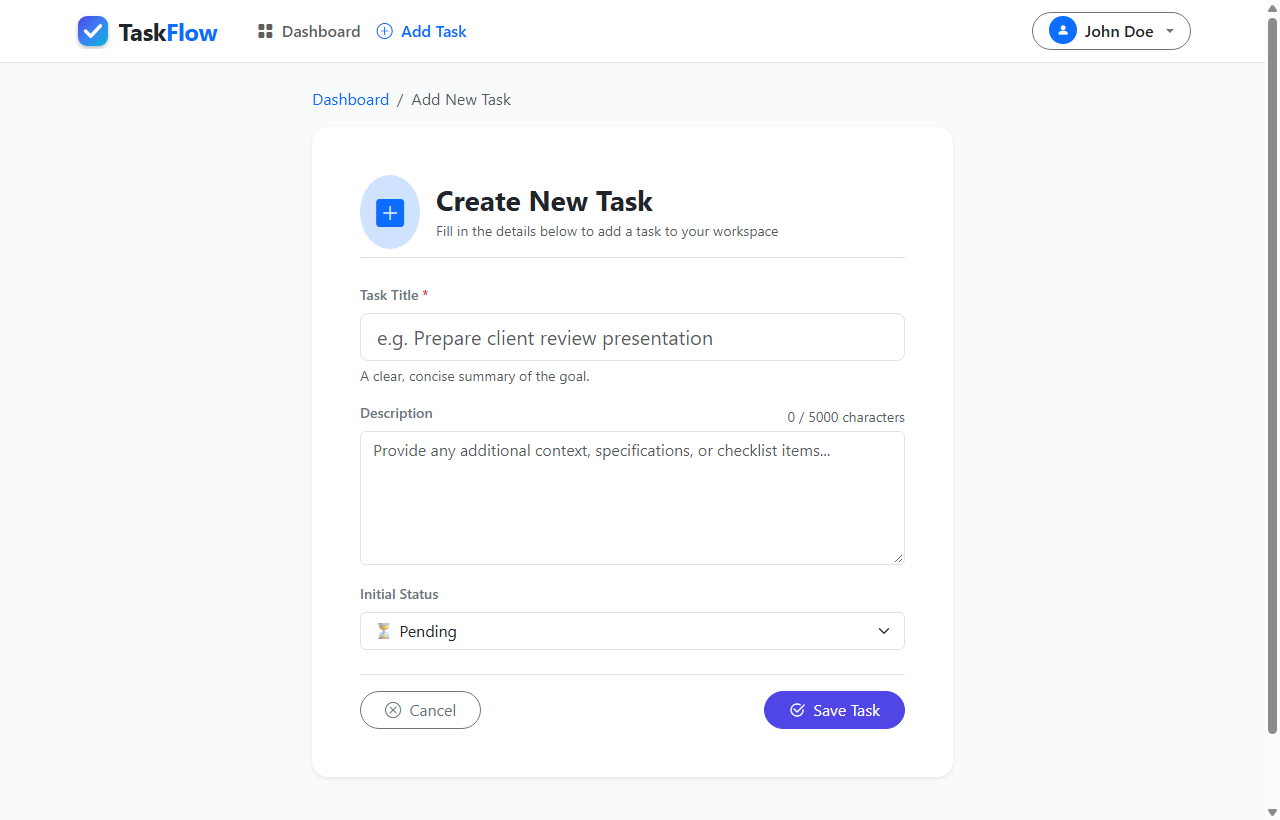 TaskFlow Dashboard Add Task John Doe
Dashboard / Add New Task
Create New Task
Fill in the details below to add a task to your workspace
Task Title *
e.g. Prepare client review presentation
A clear, concise summary of the goal.
Description 0 / 5000 characters
Provide any additional context, specifications, or checklist items...
Initial Status
⏳ Pending
Cancel Save Task